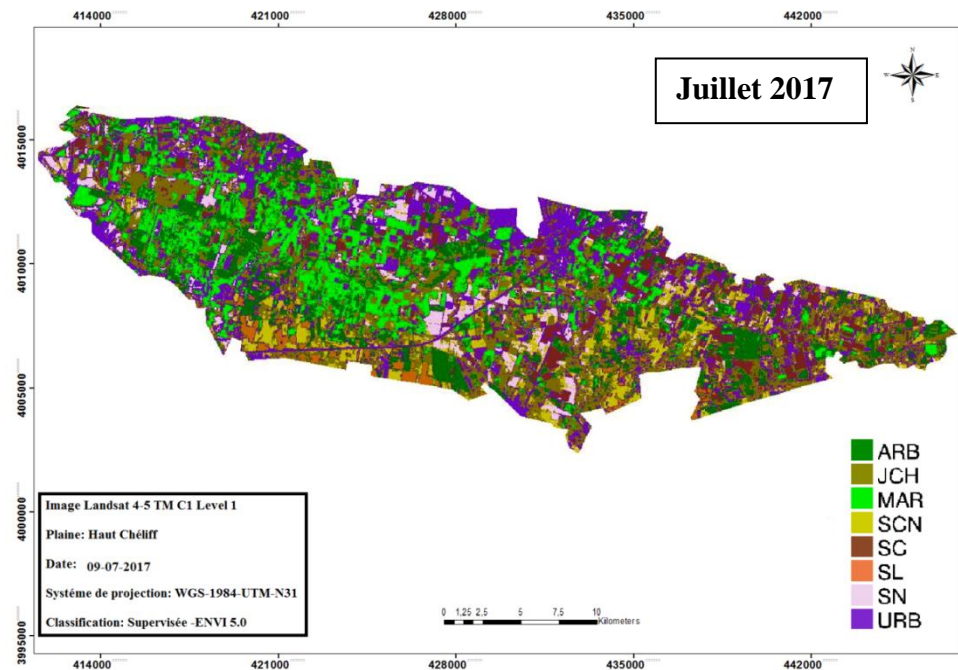 414000 421000 428000 435000 442000
Juillet 2017
N
W E
S
4015000
4010000
4005000
4000000
3995000
ARB
JCH
MAR
SCN
SC
SL
SN
URB
Image Landsat 4-5 TM C1 Level 1
Plaine: Haut Chéliff
Date: 09-07-2017
Systéme de projection: WGS-1984-UTM-N31
Classification: Supervisée -ENVI 5.0
0 1,25 2,5 5 7,5 10
Kilometers
414000 421000 428000 435000 442000